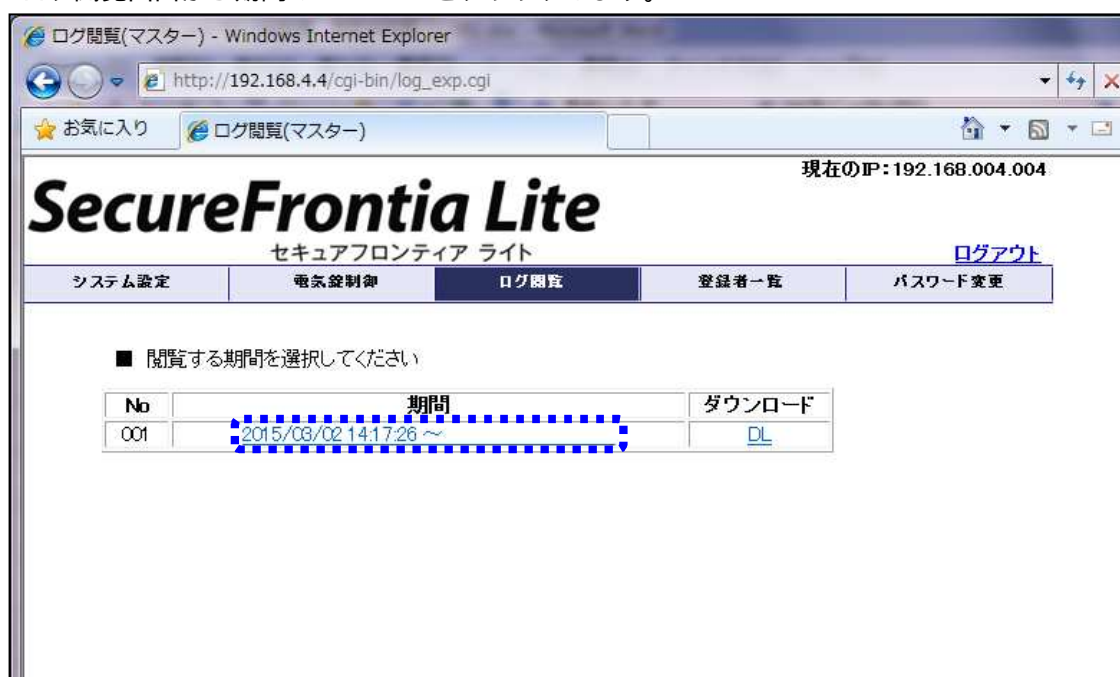 ログ閲覧(マスター) - Windows Internet Explorer
http://192.168.4.4/cgi-bin/log_exp.cgi
お気に入り
ログ閲覧(マスター)
現在のIP:192.168.004.004
SecureFrontia Lite
セキュアフロンティア ライト
ログアウト
システム設定 電気錠制御 ログ閲覧 登録者一覧 パスワード変更
■ 閲覧する期間を選択してください
No 期間 ダウンロード
001 2015/03/02 14:17:26 ～ DL